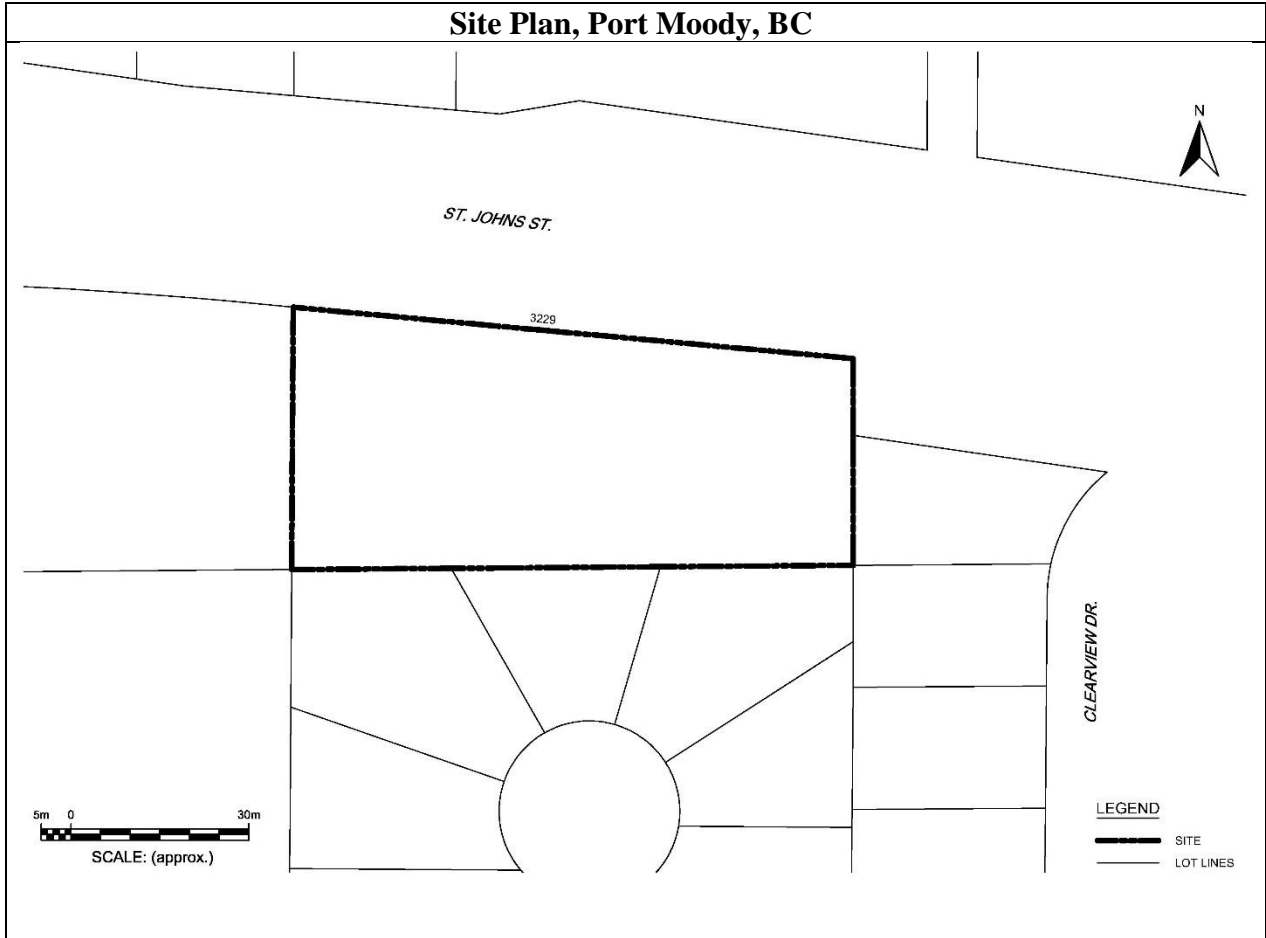 Site Plan, Port Moody, BC
N
ST. JOHNS ST.
3229
CLEARVIEW DR.
5m 0 30m
SCALE: (approx.)
LEGEND
SITE
LOT LINES